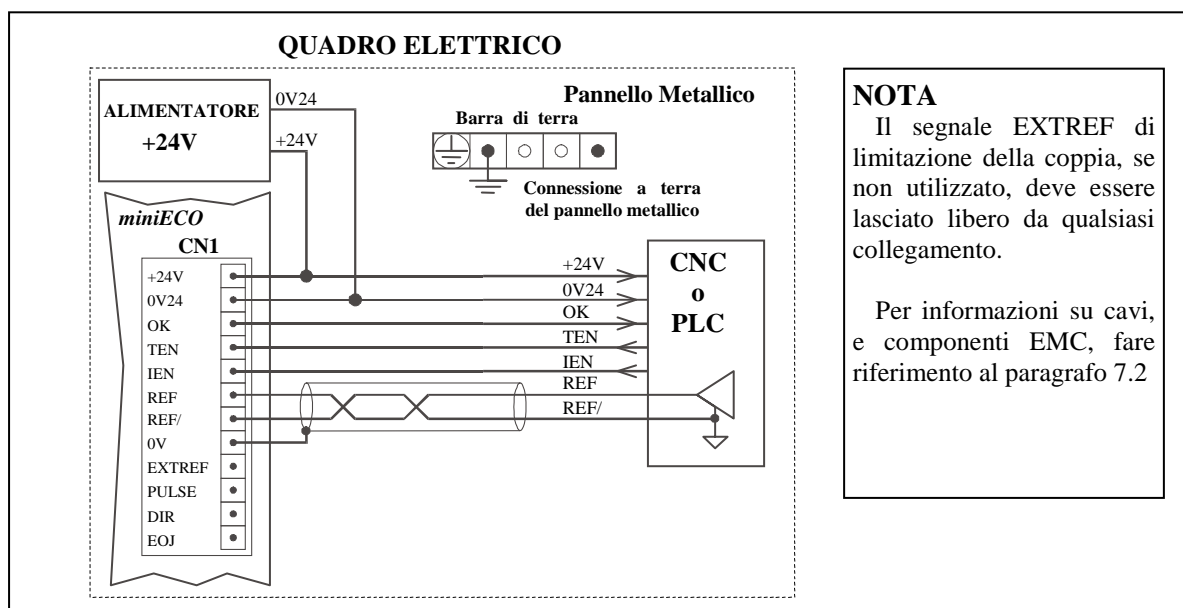 QUADRO ELETTRICO
ALIMENTATORE
+24V
0V24
+24V
Pannello Metallico
Barra di terra
Connessione a terra
del pannello metallico
miniECO
CN1
+24V
0V24
OK
TEN
IEN
REF
REF/
0V
EXTREF
PULSE
DIR
EOJ
+24V
0V24
OK
TEN
IEN
REF
REF/
CNC
o
PLC
NOTA
Il segnale EXTREF di
limitazione della coppia, se
non utilizzato, deve essere
lasciato libero da qualsiasi
collegamento.
Per informazioni su cavi,
e componenti EMC, fare
riferimento al paragrafo 7.2